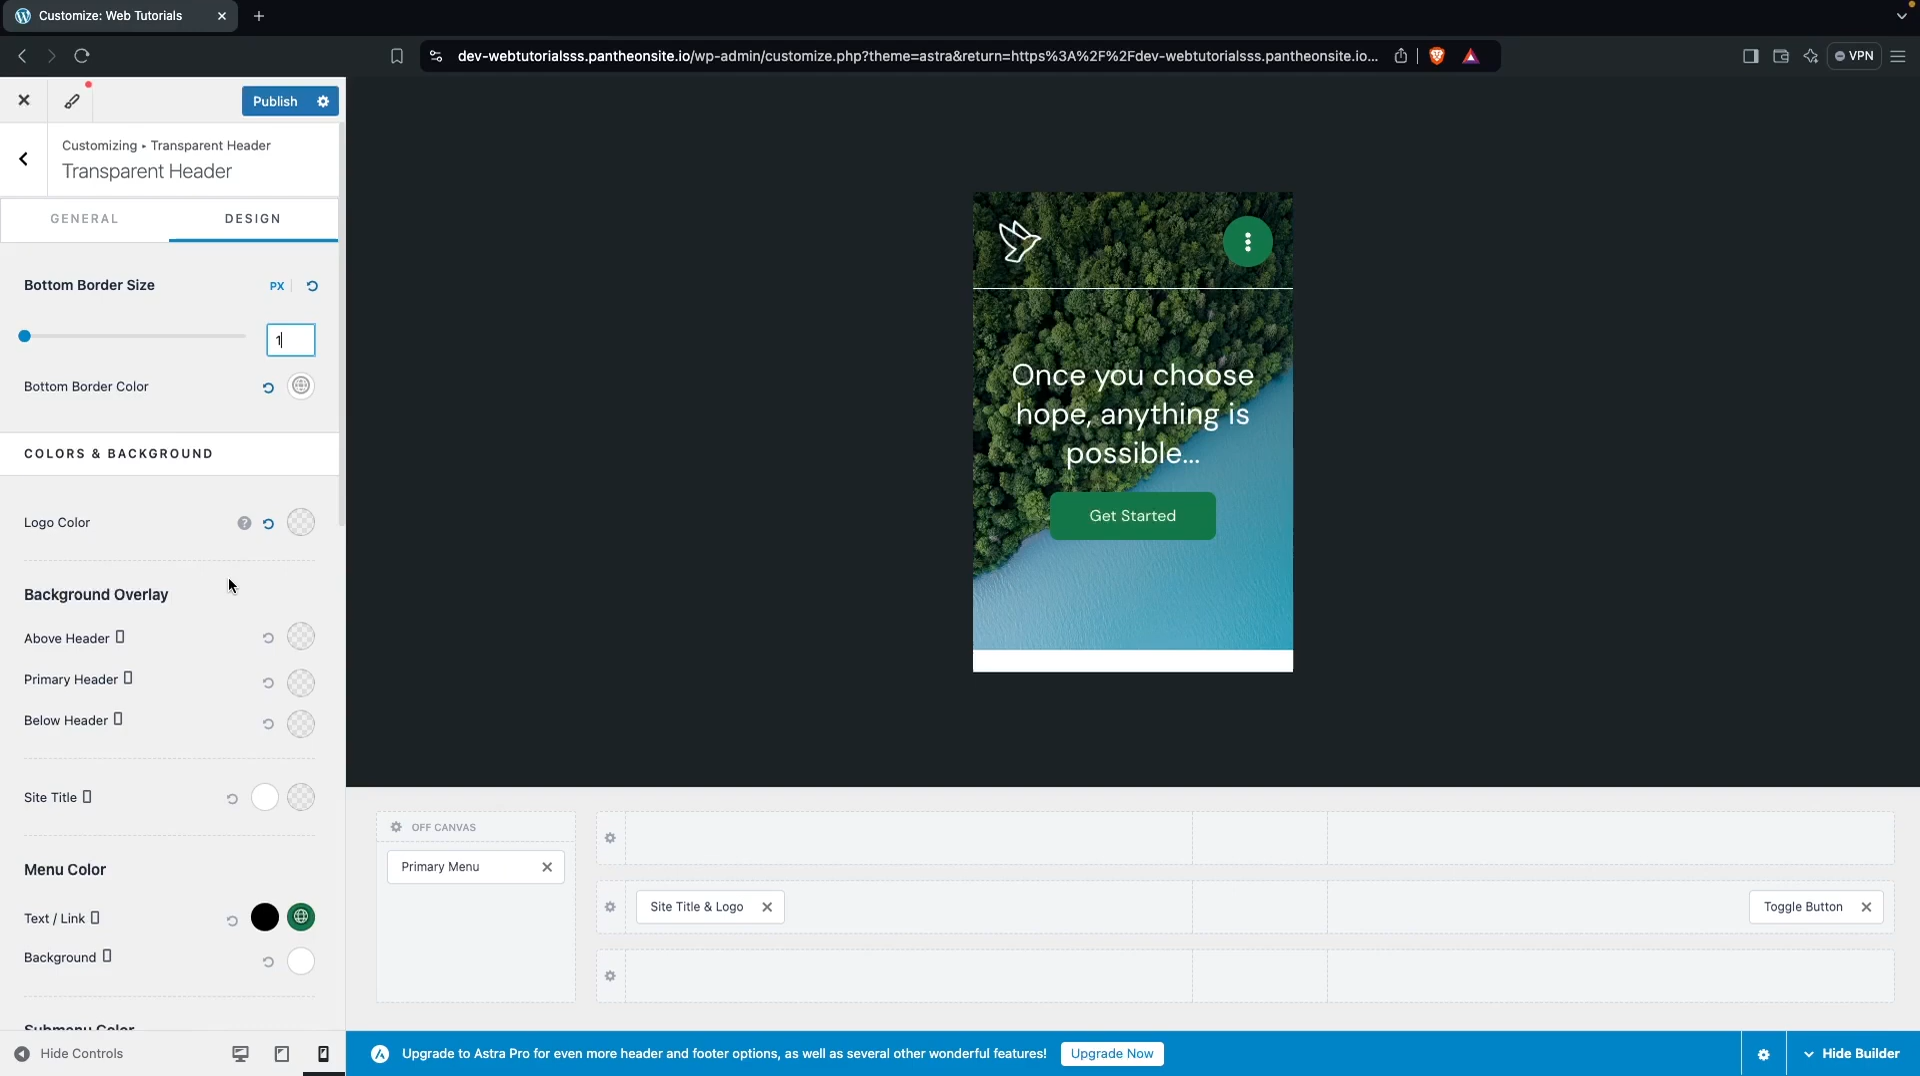 Customize: Web Tutorials
dev-webtutorialsss.pantheonsite.io/wp-admin/customize.php?theme=astra&return=https%3A%2F%2Fdev-webtutorialsss.pantheonsite.io...
VPN
Publish
Customizing ▸ Transparent Header
Transparent Header
GENERAL
DESIGN
Bottom Border Size
PX
1
Bottom Border Color
COLORS & BACKGROUND
Logo Color
?
Background Overlay
Above Header
Primary Header
Below Header
Site Title
Menu Color
Text / Link
Background
Submenu Color
Hide Controls
Once you choose
hope, anything is
possible...
Get Started
OFF CANVAS
Primary Menu
Site Title & Logo
Toggle Button
Upgrade to Astra Pro for even more header and footer options, as well as several other wonderful features!
Upgrade Now
Hide Builder